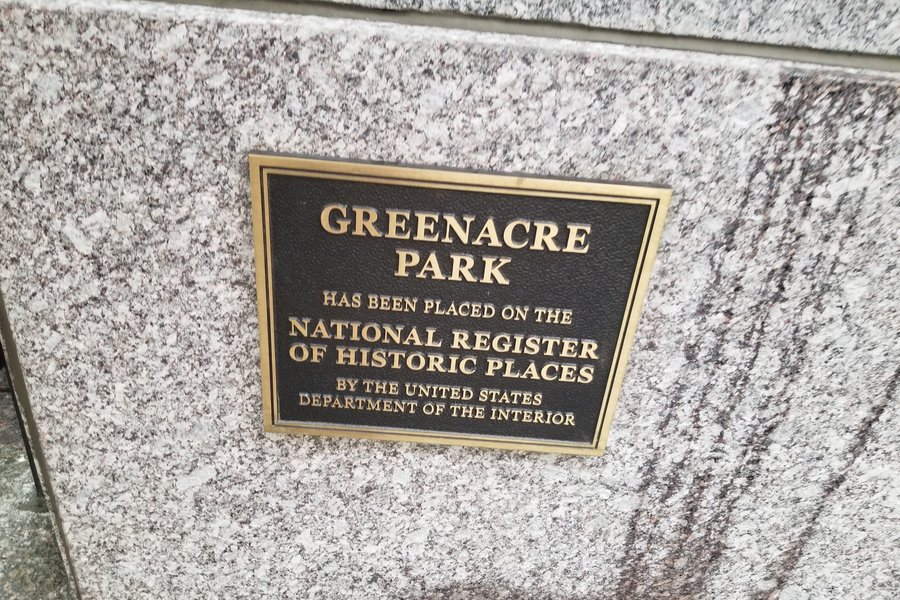 GREENACRE
PARK
HAS BEEN PLACED ON THE
NATIONAL REGISTER
OF HISTORIC PLACES
BY THE UNITED STATES
DEPARTMENT OF THE INTERIOR